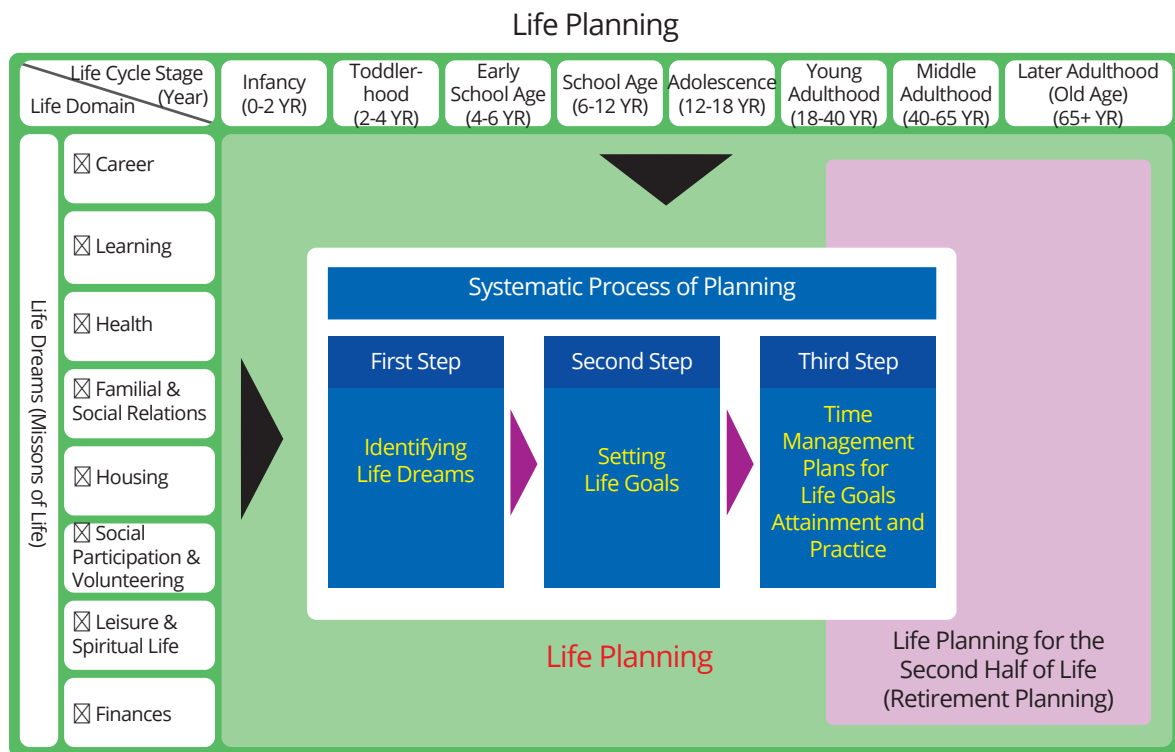 Life Planning
Life Cycle Stage
(Year)
Life Domain
Infancy
(0-2 YR)
Toddler-
hood
(2-4 YR)
Early
School Age
(4-6 YR)
School Age
(6-12 YR)
Adolescence
(12-18 YR)
Young
Adulthood
(18-40 YR)
Middle
Adulthood
(40-65 YR)
Later Adulthood
(Old Age)
(65+ YR)
Life Dreams (Missons of Life)
☒ Career
☒ Learning
☒ Health
☒ Familial &
Social Relations
☒ Housing
☒ Social
Participation &
Volunteering
☒ Leisure &
Spiritual Life
☒ Finances
Systematic Process of Planning
First Step
Identifying
Life Dreams
Second Step
Setting
Life Goals
Third Step
Time
Management
Plans for
Life Goals
Attainment and
Practice
Life Planning
Life Planning for the
Second Half of Life
(Retirement Planning)